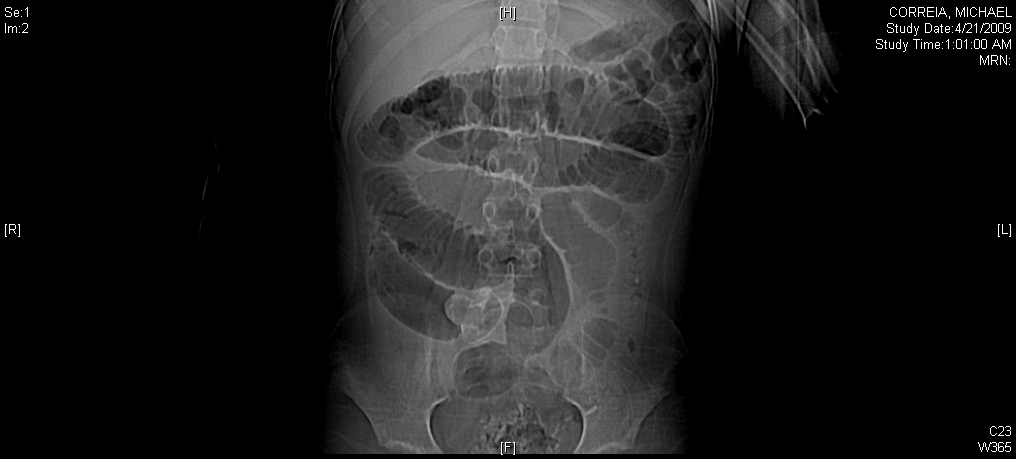 Se:1
Im:2
[H]
CORREIA, MICHAEL
Study Date:4/21/2009
Study Time:1:01:00 AM
MRN:
[R]
[L]
[F]
C23
W365